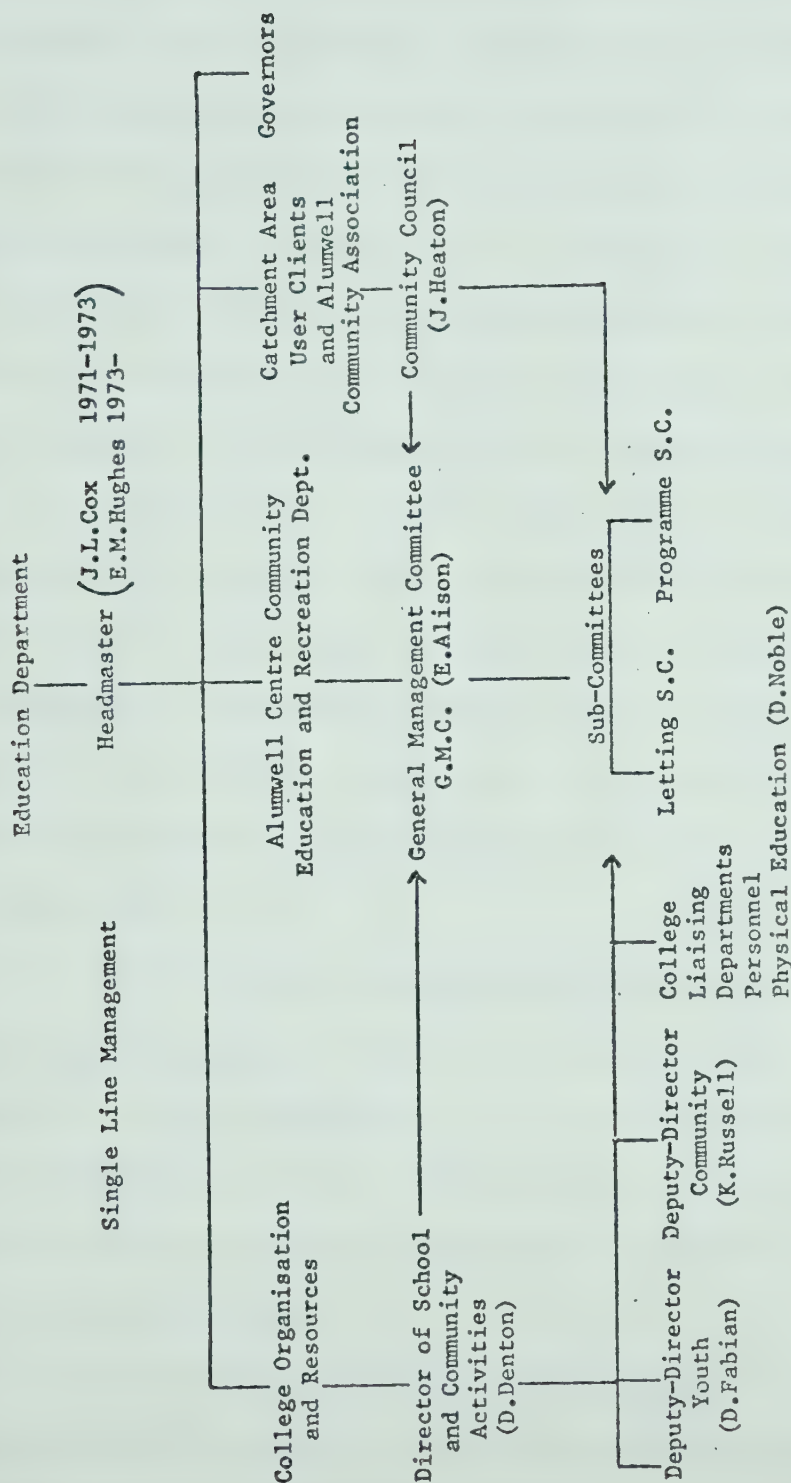 Education Department
Single Line Management
Headmaster (J.L.Cox 1971-1973)
E.M.Hughes 1973-
College Organisation
and Resources
Alumwell Centre Community
Education and Recreation Dept.
Catchment Area
User Clients
and Alumwell
Community Association
Governors
Director of School
and Community
Activities
(D.Denton)
General Management Committee
G.M.C. (E.Alison)
Community Council
(J.Heaton)
Sub-Committees
Deputy-Director
Youth
(D.Fabian)
Deputy-Director
Community
(K.Russell)
College
Liaising
Departments
Personnel
Physical Education (D.Noble)
Letting S.C.
Programme S.C.